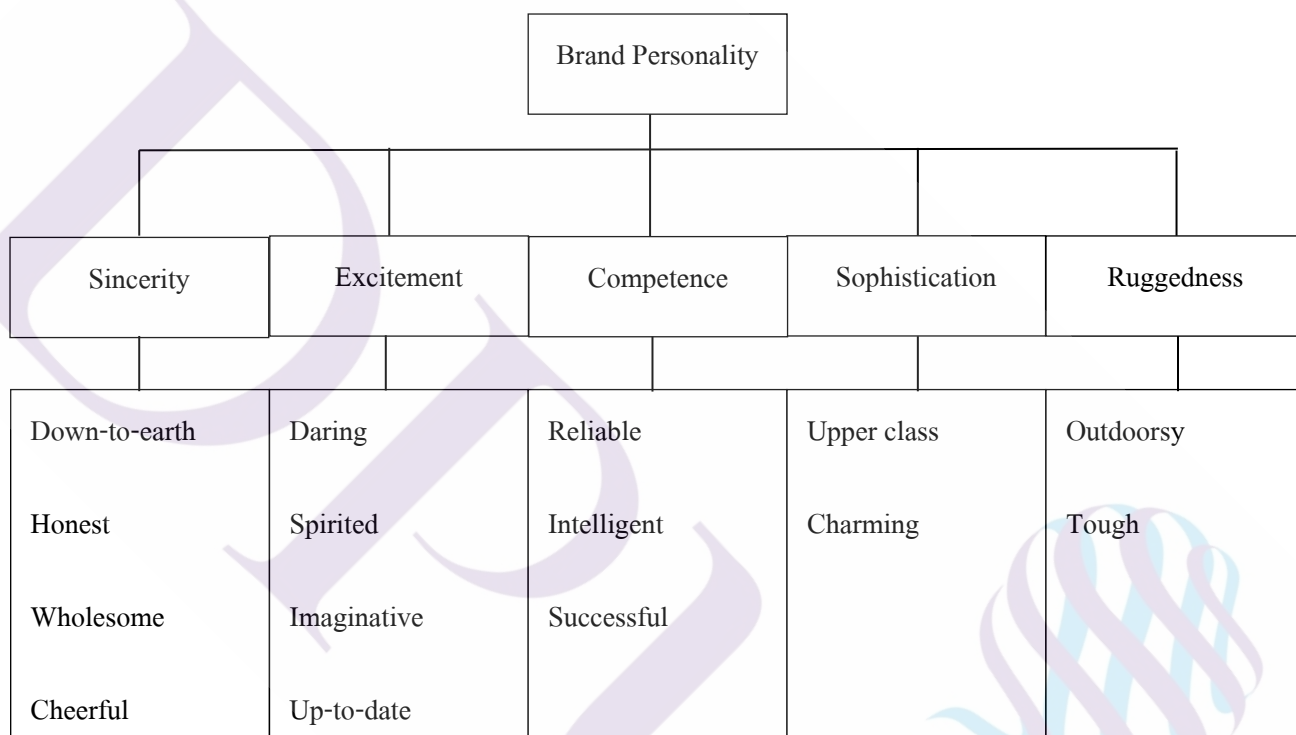 Brand Personality
Sincerity
Excitement
Competence
Sophistication
Ruggedness
Down-to-earth
Honest
Wholesome
Cheerful
Daring
Spirited
Imaginative
Up-to-date
Reliable
Intelligent
Successful
Upper class
Charming
Outdoorsy
Tough